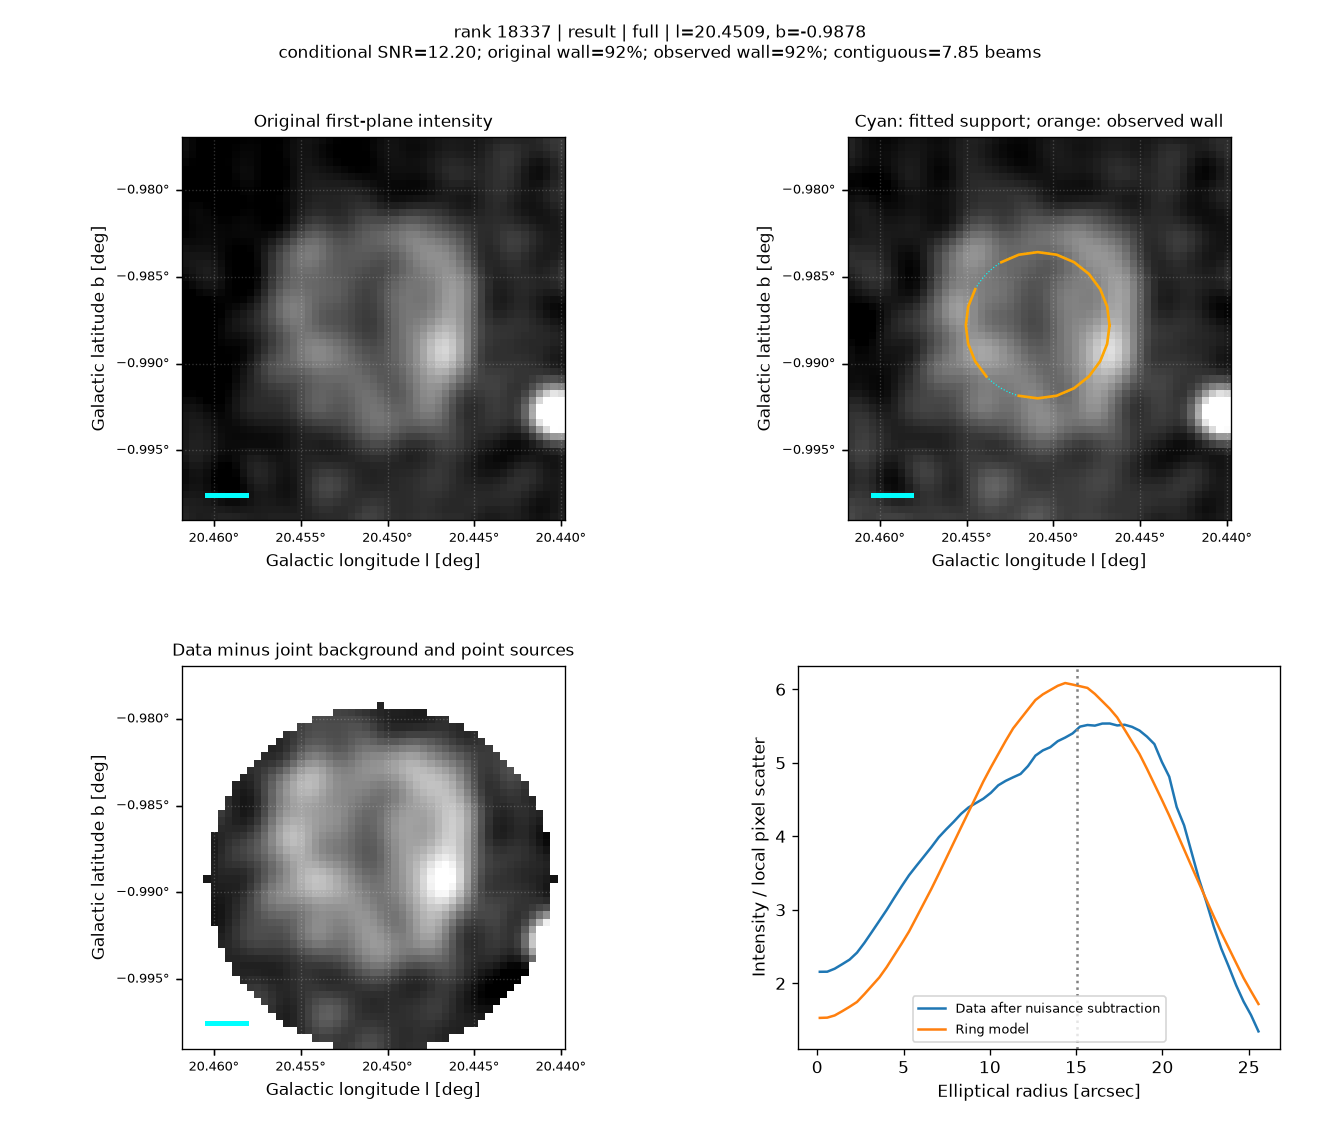 rank 18337 | result | full | l=20.4509, b=-0.9878
conditional SNR=12.20; original wall=92%; observed wall=92%; contiguous=7.85 beams
Original first-plane intensity
Galactic latitude b [deg]
−0.980°
−0.985°
−0.990°
−0.995°
20.460°
20.455°
20.450°
20.445°
20.440°
Galactic longitude l [deg]
Cyan: fitted support; orange: observed wall
Galactic latitude b [deg]
−0.980°
−0.985°
−0.990°
−0.995°
20.460°
20.455°
20.450°
20.445°
20.440°
Galactic longitude l [deg]
Data minus joint background and point sources
Galactic latitude b [deg]
−0.980°
−0.985°
−0.990°
−0.995°
20.460°
20.455°
20.450°
20.445°
20.440°
Galactic longitude l [deg]
Intensity / local pixel scatter
6
5
4
3
2
Data after nuisance subtraction
Ring model
0
5
10
15
20
25
Elliptical radius [arcsec]